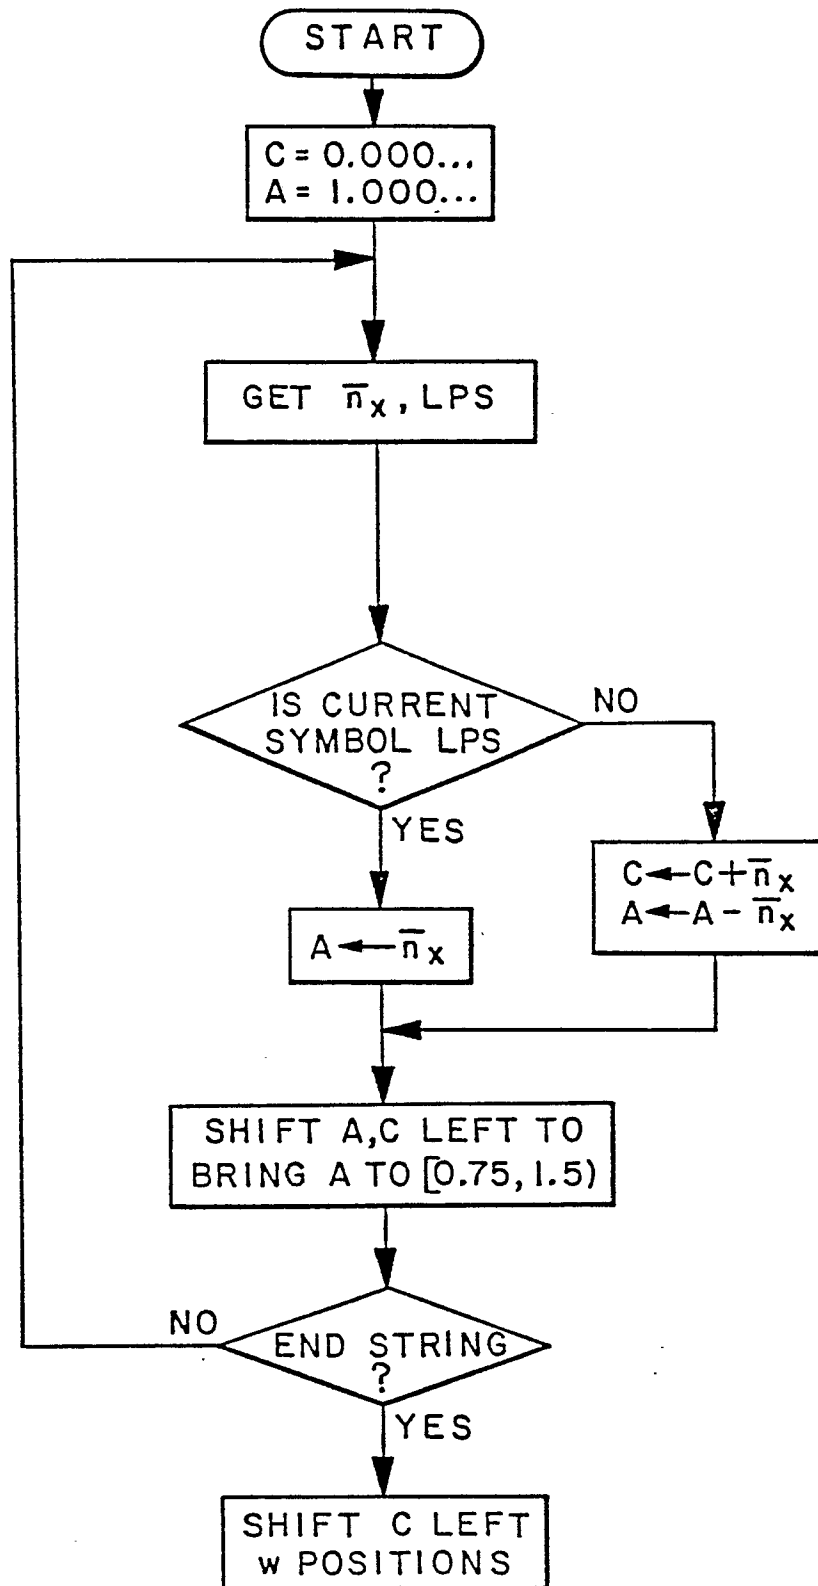 START
C = 0.000...
A = 1.000...
GET n̅x, LPS
IS CURRENT
SYMBOL LPS
?
NO
YES
C←C+n̅x
A←A-n̅x
A←n̅x
SHIFT A,C LEFT TO
BRING A TO [0.75, 1.5)
NO
END STRING
?
YES
SHIFT C LEFT
w POSITIONS